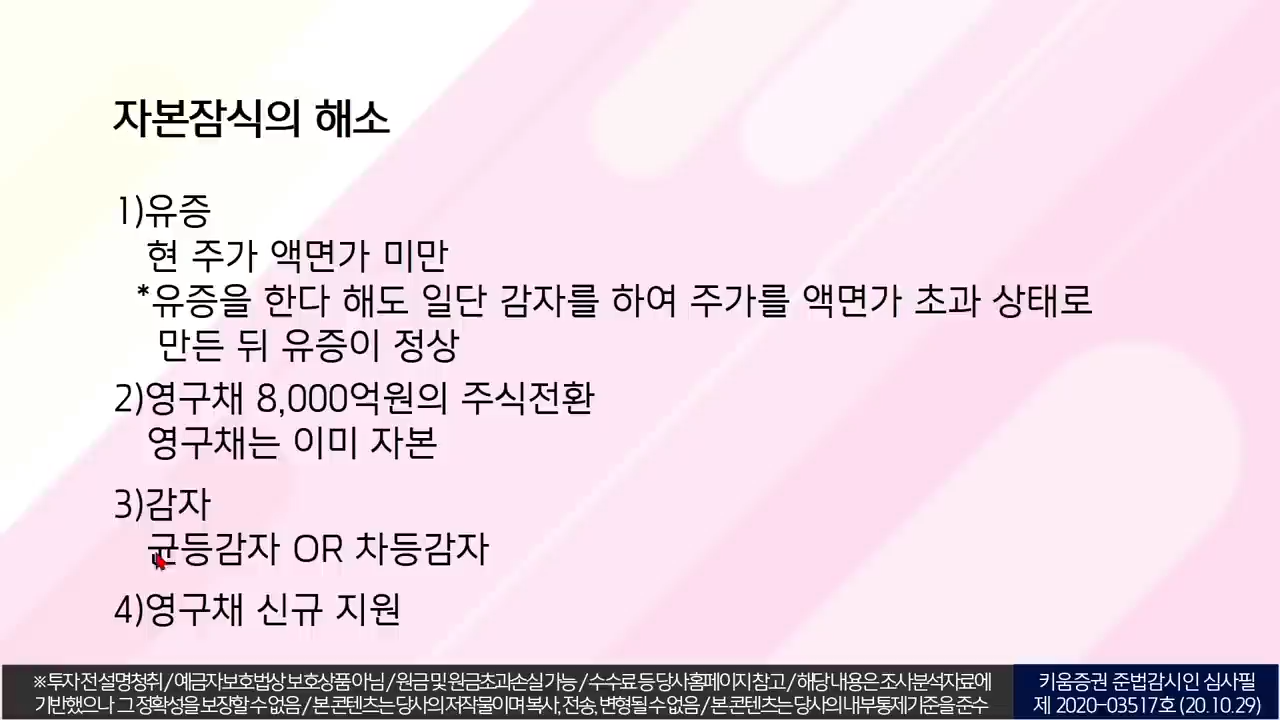 자본잠식의 해소
1)유증
현 주가 액면가 미만
*유증을 한다 해도 일단 감자를 하여 주가를 액면가 초과 상태로
만든 뒤 유증이 정상
2)영구채 8,000억원의 주식전환
영구채는 이미 자본
3)감자
균등감자 OR 차등감자
4)영구채 신규 지원
※투자 전 설명청취 / 예금자보호법상 보호상품 아님 / 원금 및 원금초과손실 가능 / 수수료 등 당사홈페이지 참고 / 해당 내용은 조사분석자료에
기반했으나 그 정확성을 보장할 수 없음 / 본 콘텐츠는 당사의 저작물이며 복사, 전송, 변형될 수 없음 / 본 콘텐츠는 당사의 내부통제기준을 준수
키움증권 준법감시인 심사필
제 2020-03517호 (20.10.29)